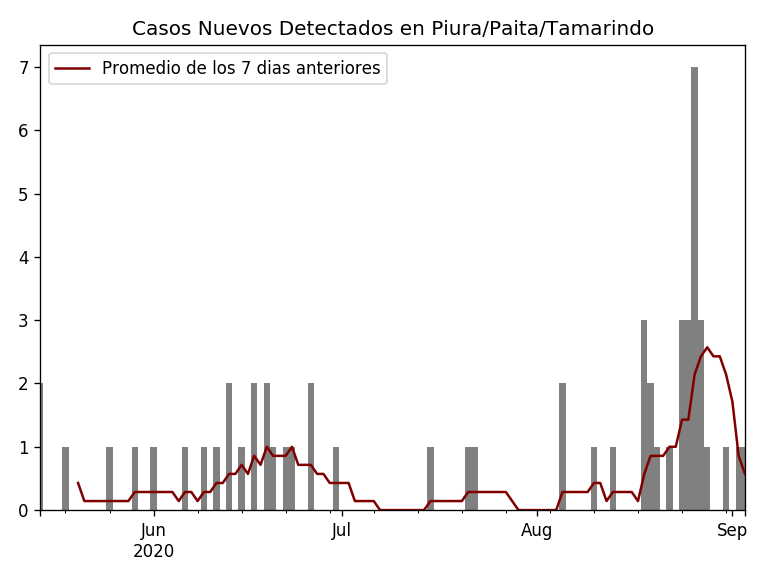 Casos Nuevos Detectados en Piura/Paita/Tamarindo
Promedio de los 7 dias anteriores
7
6
5
4
3
2
1
0
Jun
2020
Jul
Aug
Sep